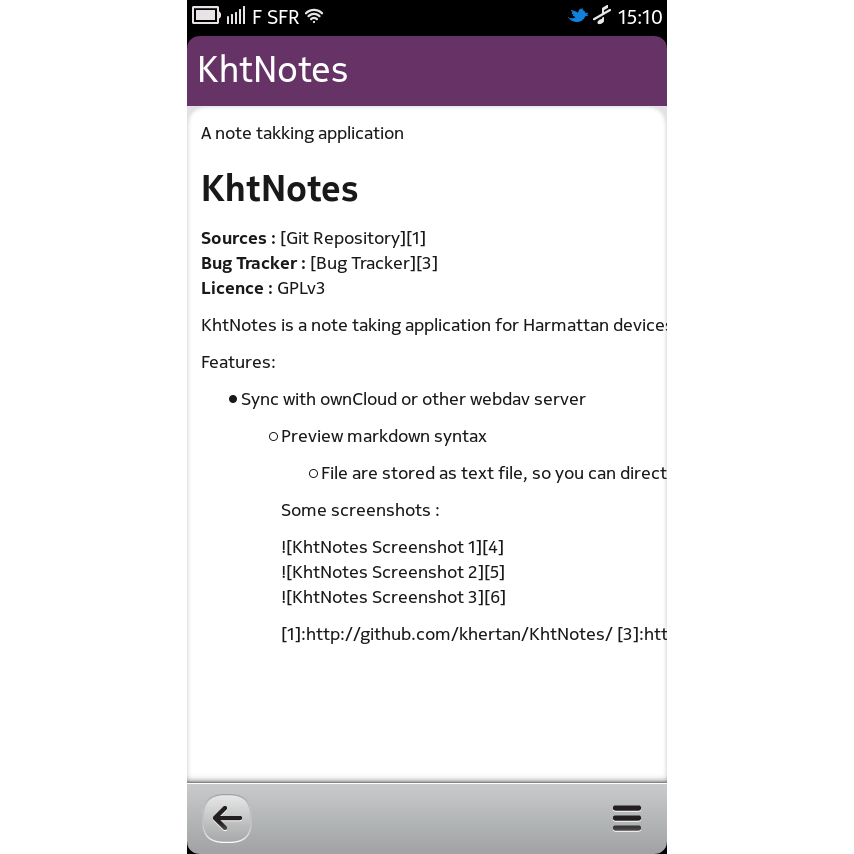 F SFR 15:10
KhtNotes
A note takking application
KhtNotes
Sources : [Git Repository][1]
Bug Tracker : [Bug Tracker][3]
Licence : GPLv3
KhtNotes is a note taking application for Harmattan devices
Features:
Sync with ownCloud or other webdav server
Preview markdown syntax
File are stored as text file, so you can direct
Some screenshots :
![KhtNotes Screenshot 1][4]
![KhtNotes Screenshot 2][5]
![KhtNotes Screenshot 3][6]
[1]:http://github.com/khertan/KhtNotes/ [3]:htt